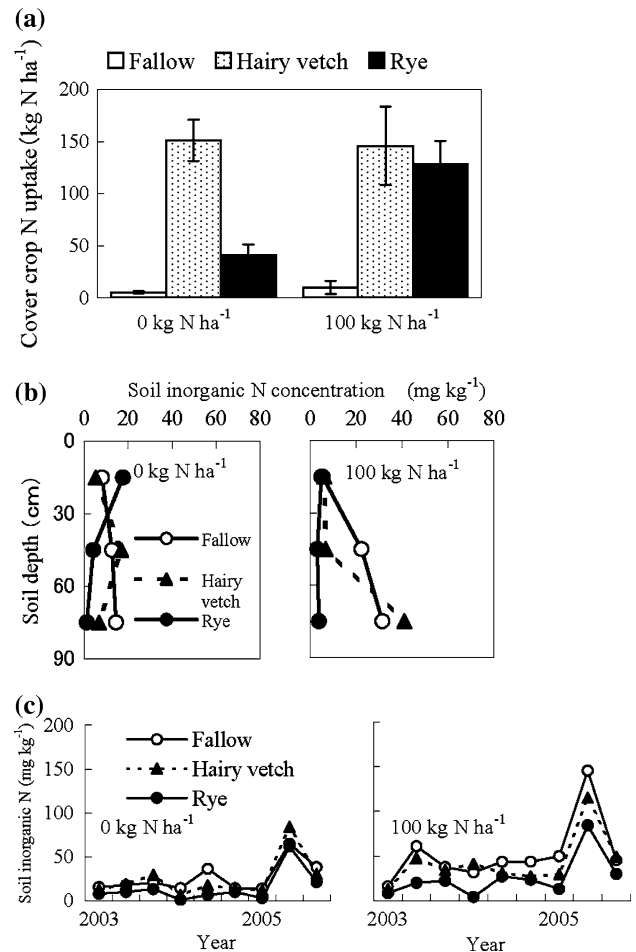 (a)
Fallow Hairy vetch Rye
Cover crop N uptake (kg N ha⁻¹)
200
150
100
50
0
0 kg N ha⁻¹ 100 kg N ha⁻¹
(b)
Soil inorganic N concentration (mg kg⁻¹)
0 20 40 60 80 0 20 40 60 80
Soil depth (cm)
0
30
60
90
0 kg N ha⁻¹
Fallow
Hairy
vetch
Rye
100 kg N ha⁻¹
(c)
Soil inorganic N (mg kg⁻¹)
200
150
100
50
0
Fallow
Hairy vetch
Rye
0 kg N ha⁻¹ 100 kg N ha⁻¹
2003 2005 2003 2005
Year Year